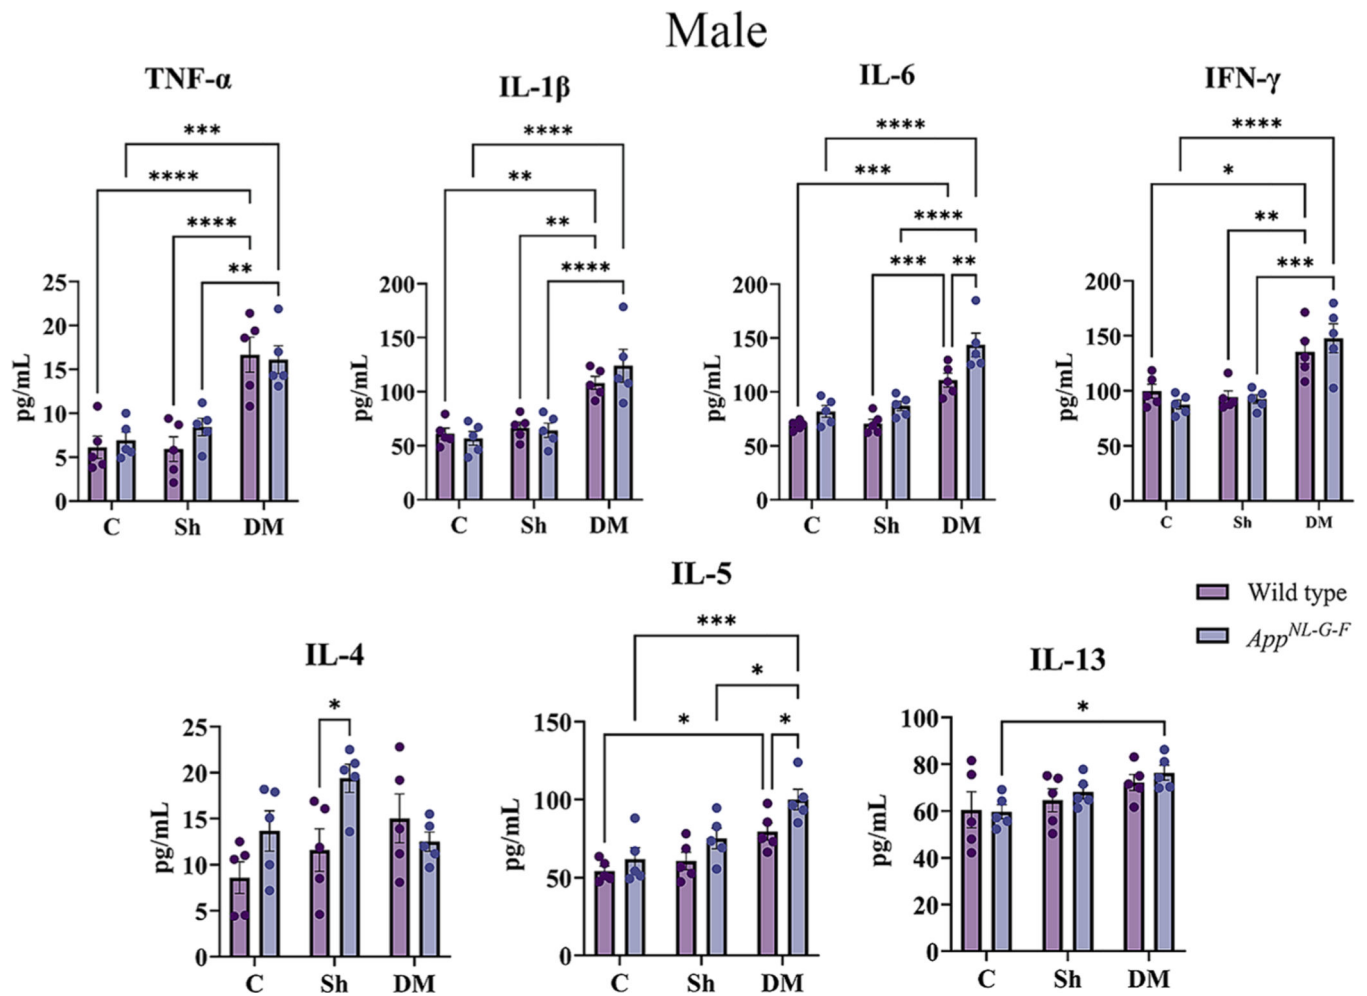 Male
TNF-α
IL-1β
IL-6
IFN-γ
***
****
****
**
25
20
15
10
5
0
pg/mL
C Sh DM
****
**
**
****
200
150
100
50
0
pg/mL
C Sh DM
****
***
****
*** **
200
150
100
50
0
pg/mL
C Sh DM
****
*
**
***
200
150
100
50
0
pg/mL
C Sh DM
IL-4
*
25
20
15
10
5
0
pg/mL
C Sh DM
IL-5
***
*
* *
150
100
50
0
pg/mL
C Sh DM
IL-13
*
100
80
60
40
20
0
pg/mL
C Sh DM
Wild type
App^NL-G-F